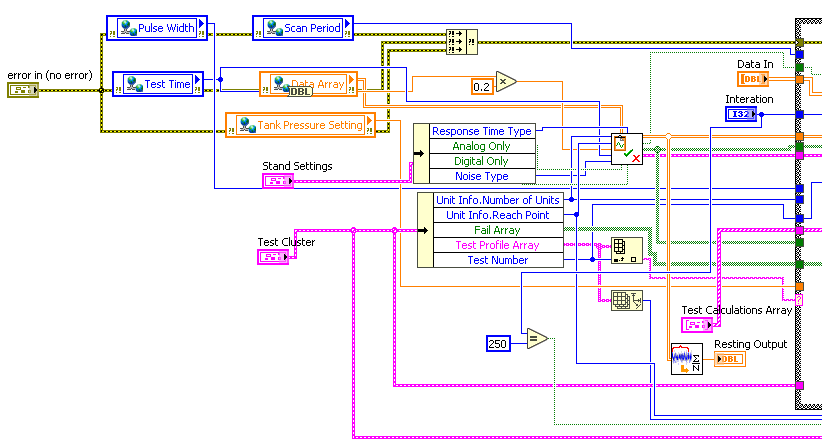 Pulse Width
Scan Period
error in (no error)
Test Time
Data Array
DBL
Tank Pressure Setting
0.2
Data In
DBL
Interation
I32
Response Time Type
Analog Only
Digital Only
Noise Type
Stand Settings
Unit Info.Number of Units
Unit Info.Reach Point
Fail Array
Test Profile Array
Test Number
Test Cluster
Test Calculations Array
250
Resting Output
DBL